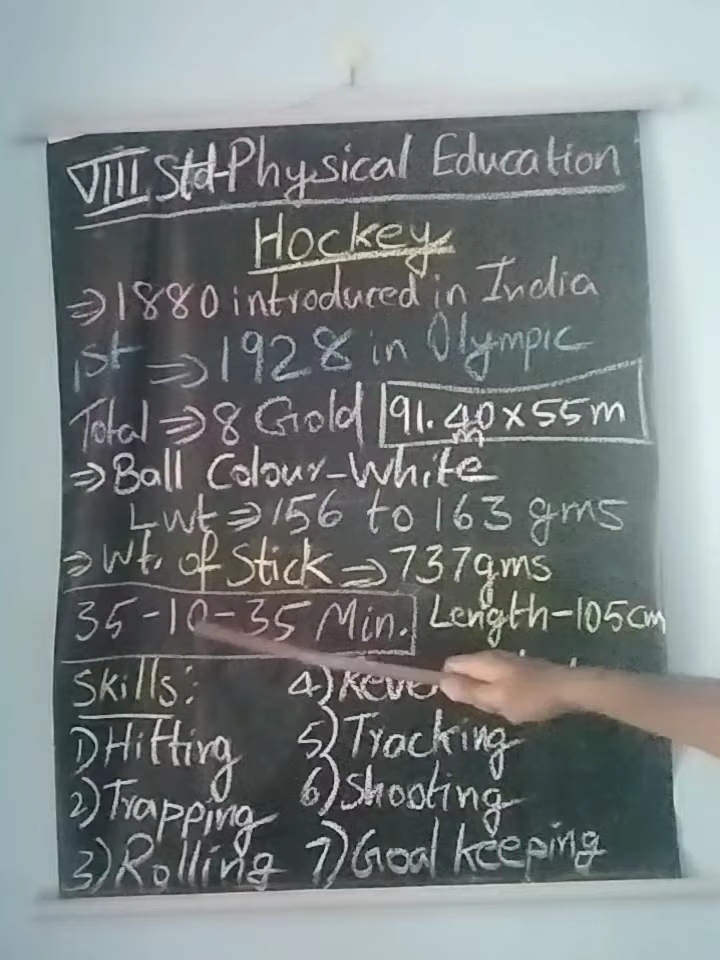 VIII Std-Physical Education
Hockey
⇒ 1880 introduced in India
1st ⇒ 1928 in Olympic
Total ⇒ 8 Gold 91.40 x 55 m
m
⇒ Ball Colour-White
Lwt ⇒ 156 to 163 gms
⇒ Wt. of Stick ⇒ 737gms
35-10-35 Min. Length-105cm
Skills:
1) Hitting
2) Trapping
3) Rolling
4)
5) Tracking
6) Shooting
7) Goal keeping